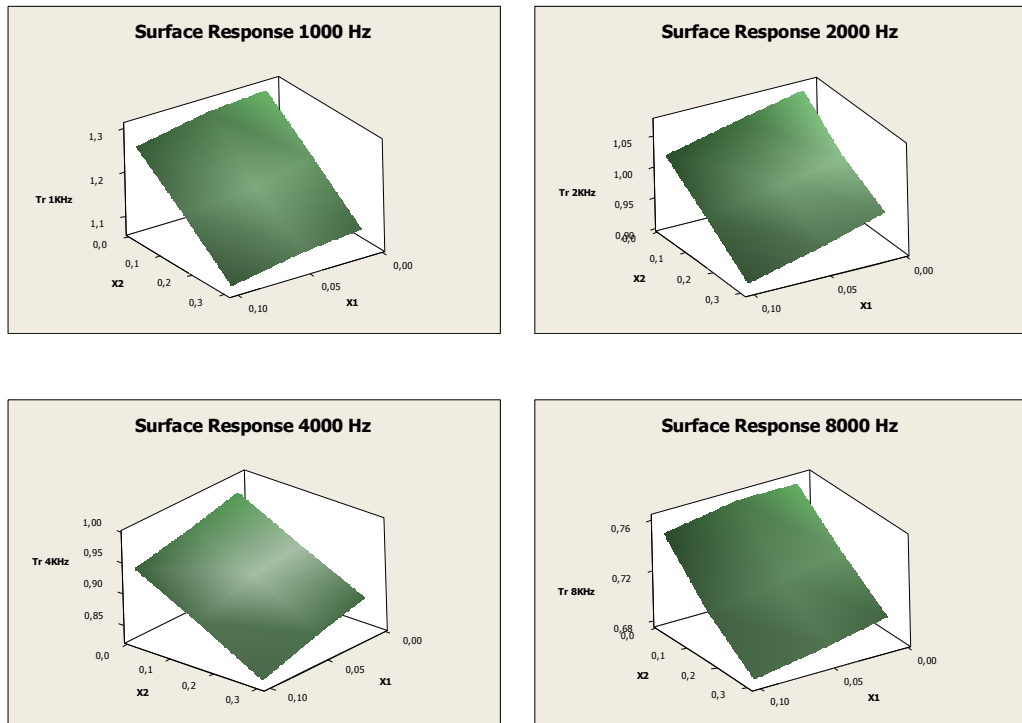 Surface Response 1000 Hz
1,3
1,2
Tr 1KHz
1,1
0,0
0,1
X2
0,2
0,3
0,10
0,05
X1
0,00
Surface Response 2000 Hz
1,05
1,00
Tr 2KHz
0,95
0,90
0,0
0,1
X2
0,2
0,3
0,10
0,05
X1
0,00
Surface Response 4000 Hz
1,00
0,95
Tr 4KHz
0,90
0,85
0,0
0,1
X2
0,2
0,3
0,10
0,05
X1
0,00
Surface Response 8000 Hz
0,76
0,72
Tr 8KHz
0,68
0,0
0,1
X2
0,2
0,3
0,10
0,05
X1
0,00